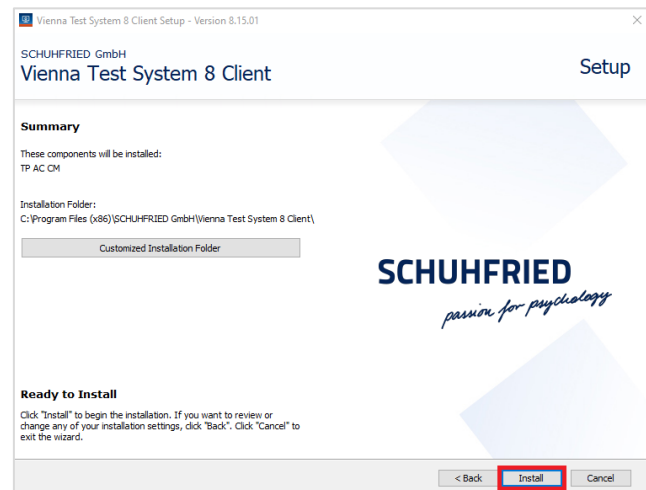 Vienna Test System 8 Client Setup - Version 8.15.01
SCHUHFRIED GmbH
Vienna Test System 8 Client
Setup
Summary
These components will be installed:
TP AC CM
Installation Folder:
C:\Program Files (x86)\SCHUHFRIED GmbH\Vienna Test System 8 Client\
Customized Installation Folder
SCHUHFRIED
passion for psychology
Ready to Install
Click "Install" to begin the installation. If you want to review or
change any of your installation settings, click "Back". Click "Cancel" to
exit the wizard.
< Back Install Cancel